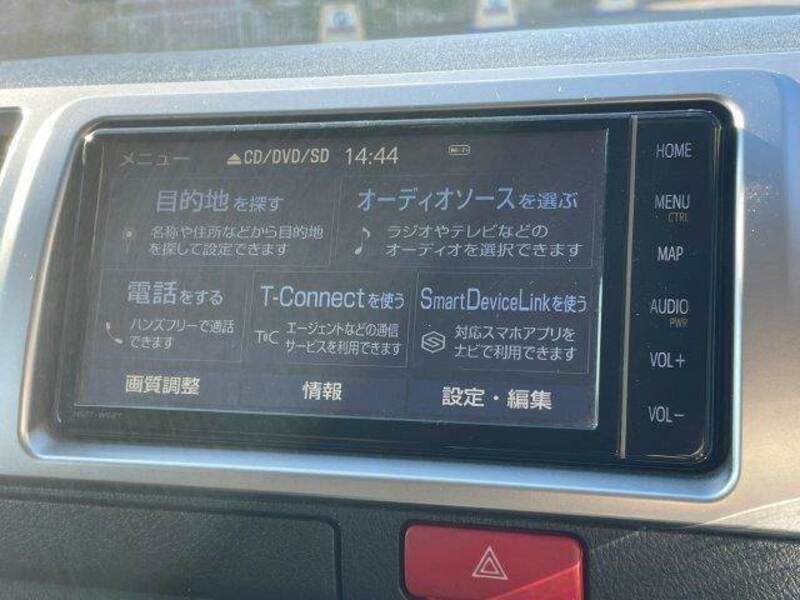 メニュー ⏏CD/DVD/SD 14:44
目的地を探す
名称や住所などから目的地
を探して設定できます
オーディオソースを選ぶ
ラジオやテレビなどの
オーディオを選択できます
電話をする
ハンズフリーで通話
できます
T-Connectを使う
エージェントなどの通信
サービスを利用できます
SmartDeviceLinkを使う
対応スマホアプリを
ナビで利用できます
画質調整
情報
設定・編集
HOME
MENU
CTRL
MAP
AUDIO
PWR
VOL+
VOL-